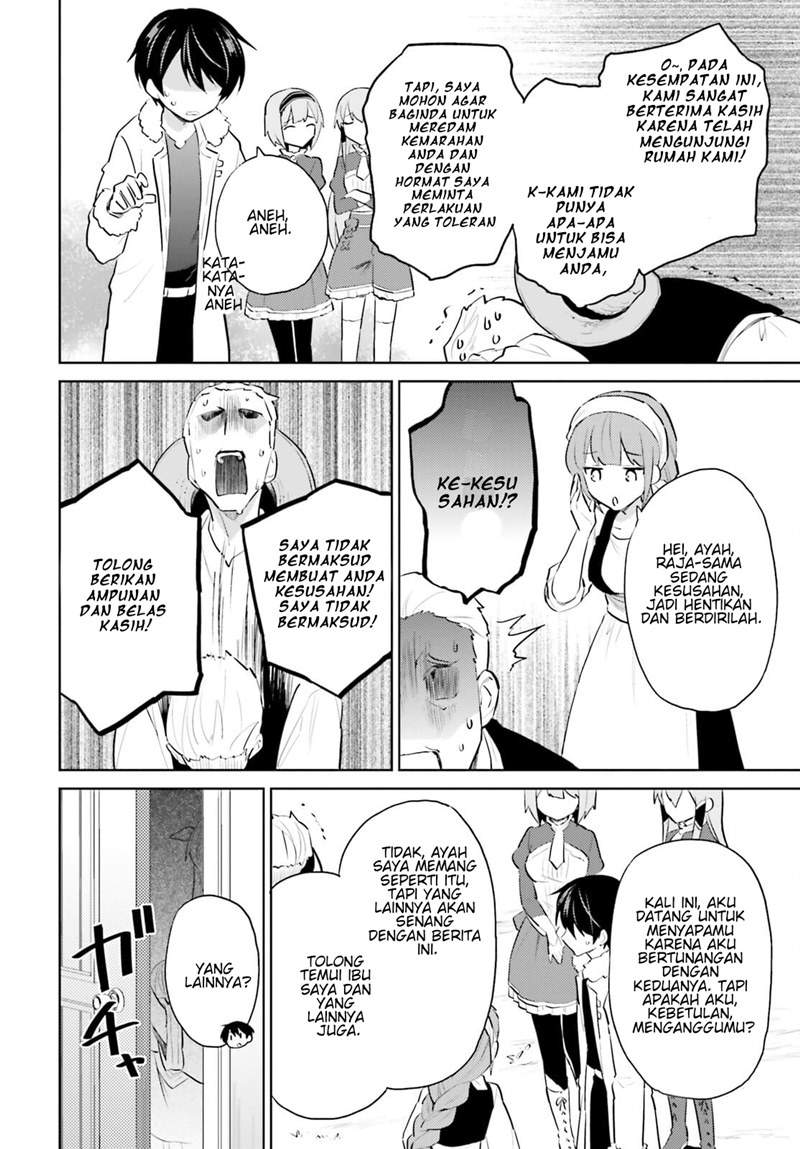 O~, PADA
KESEMPATAN INI,
KAMI SANGAT
BERTERIMA KASIH
KARENA TELAH
MENGUNJUNGI
RUMAH KAMI!
K-KAMI TIDAK
PUNYA
APA-APA
UNTUK BISA
MENJAMU
ANDA,
TAPI, SAYA
MOHON AGAR
BAGINDA UNTUK
MEREDAM
KEMARAHAN
ANDA DAN
DENGAN
HORMAT SAYA
MEMINTA
PERLAKUAN
YANG TOLERAN
ANEH,
ANEH.
KATA-
KATA-
NYA
ANEH
HEI, AYAH,
RAJA-SAMA
SEDANG
KESUSAHAN,
JADI HENTIKAN
DAN BERDIRILAH.
KE-KESU
SAHAN!?
SAYA TIDAK
BERMAKSUD
MEMBUAT ANDA
KESUSAHAN!
SAYA TIDAK
BERMAKSUD!
TOLONG
BERIKAN
AMPUNAN
DAN BELAS
KASIH!
KALI INI, AKU
DATANG UNTUK
MENYAPAMU
KARENA AKU
BERTUNANGAN
DENGAN
KEDUANYA. TAPI
APAKAH AKU,
KEBETULAN,
MENGANGGUMU?
TIDAK, AYAH
SAYA MEMANG
SEPERTI ITU,
TAPI YANG
LAINNYA AKAN
SENANG
DENGAN BERITA
INI.
TOLONG
TEMUI IBU
SAYA DAN
YANG
LAINNYA
JUGA.
YANG
LAINNYA?
ガチャ